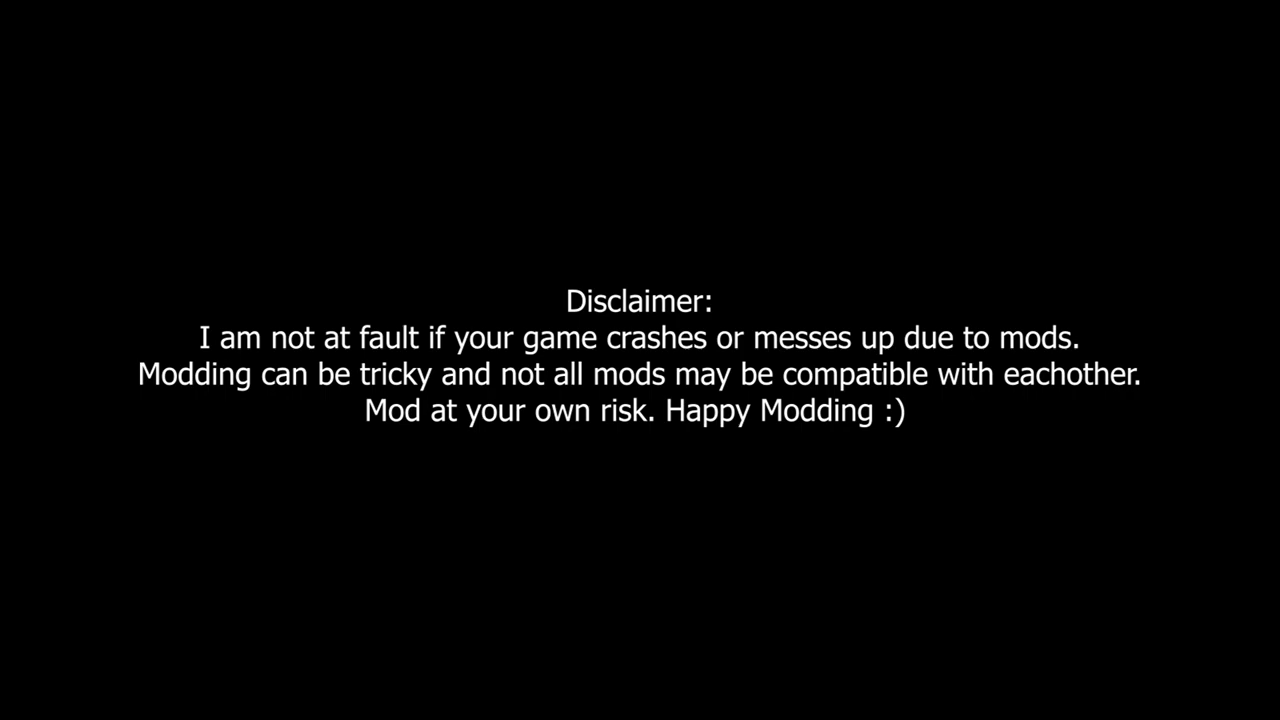 Disclaimer:
I am not at fault if your game crashes or messes up due to mods.
Modding can be tricky and not all mods may be compatible with eachother.
Mod at your own risk. Happy Modding :)